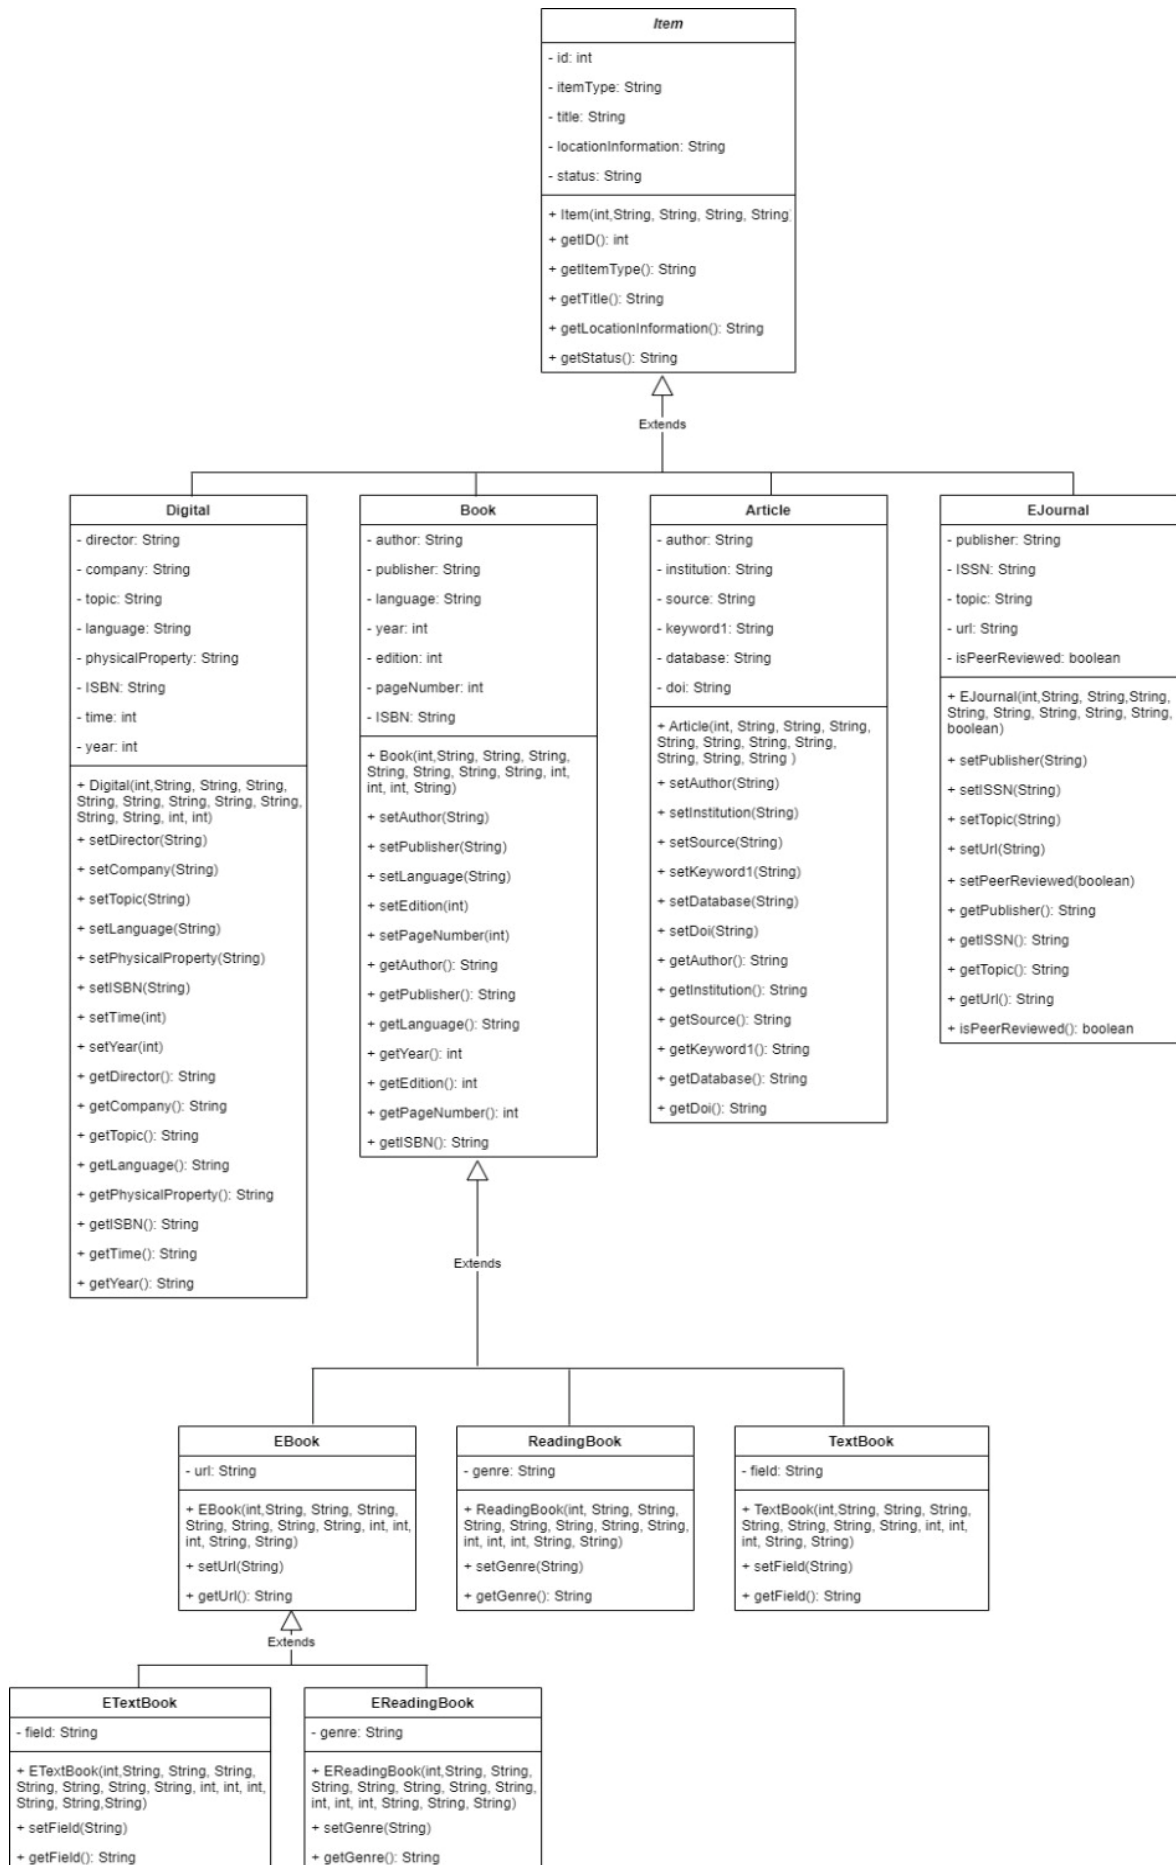 Item
- id: int
- itemType: String
- title: String
- locationInformation: String
- status: String
+ Item(int,String, String, String, String
+ getID(): int
+ getItemType(): String
+ getTitle(): String
+ getLocationInformation(): String
+ getStatus(): String
Extends
Digital
- director: String
- company: String
- topic: String
- language: String
- physicalProperty: String
- ISBN: String
- time: int
- year: int
+ Digital(int,String, String, String,
String, String, String, String, String,
String, String, int, int)
+ setDirector(String)
+ setCompany(String)
+ setTopic(String)
+ setLanguage(String)
+ setPhysicalProperty(String)
+ setISBN(String)
+ setTime(int)
+ setYear(int)
+ getDirector(): String
+ getCompany(): String
+ getTopic(): String
+ getLanguage(): String
+ getPhysicalProperty(): String
+ getISBN(): String
+ getTime(): String
+ getYear(): String
Book
- author: String
- publisher: String
- language: String
- year: int
- edition: int
- pageNumber: int
- ISBN: String
+ Book(int,String, String, String,
String, String, String, String, int,
int, int, String)
+ setAuthor(String)
+ setPublisher(String)
+ setLanguage(String)
+ setEdition(int)
+ setPageNumber(int)
+ getAuthor(): String
+ getPublisher(): String
+ getLanguage(): String
+ getYear(): int
+ getEdition(): int
+ getPageNumber(): int
+ getISBN(): String
Article
- author: String
- institution: String
- source: String
- keyword1: String
- database: String
- doi: String
+ Article(int, String, String, String,
String, String, String, String,
String, String, String )
+ setAuthor(String)
+ setInstitution(String)
+ setSource(String)
+ setKeyword1(String)
+ setDatabase(String)
+ setDoi(String)
+ getAuthor(): String
+ getInstitution(): String
+ getSource(): String
+ getKeyword1(): String
+ getDatabase(): String
+ getDoi(): String
EJournal
- publisher: String
- ISSN: String
- topic: String
- url: String
- isPeerReviewed: boolean
+ EJournal(int,String, String,String,
String, String, String, String, String,
boolean)
+ setPublisher(String)
+ setISSN(String)
+ setTopic(String)
+ setUrl(String)
+ setPeerReviewed(boolean)
+ getPublisher(): String
+ getISSN(): String
+ getTopic(): String
+ getUrl(): String
+ isPeerReviewed(): boolean
Extends
EBook
- url: String
+ EBook(int,String, String, String,
String, String, String, String, int, int,
int, String, String)
+ setUrl(String)
+ getUrl(): String
ReadingBook
- genre: String
+ ReadingBook(int, String, String,
String, String, String, String, String,
int, int, int, String, String)
+ setGenre(String)
+ getGenre(): String
TextBook
- field: String
+ TextBook(int,String, String, String,
String, String, String, String, int, int,
int, String, String)
+ setField(String)
+ getField(): String
Extends
ETextBook
- field: String
+ ETextBook(int,String, String, String,
String, String, String, String, int, int, int,
String, String,String)
+ setField(String)
+ getField(): String
EReadingBook
- genre: String
+ EReadingBook(int,String, String,
String, String, String, String, String,
int, int, int, String, String, String)
+ setGenre(String)
+ getGenre(): String